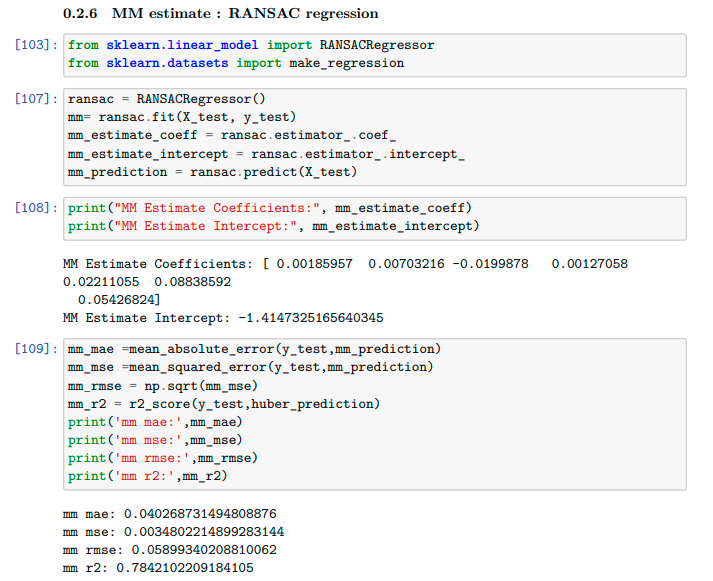 0.2.6 MM estimate : RANSAC regression
[103]: from sklearn.linear_model import RANSACRegressor
from sklearn.datasets import make_regression
[107]: ransac = RANSACRegressor()
mm= ransac.fit(X_test, y_test)
mm_estimate_coeff = ransac.estimator_.coef_
mm_estimate_intercept = ransac.estimator_.intercept_
mm_prediction = ransac.predict(X_test)
[108]: print("MM Estimate Coefficients:", mm_estimate_coeff)
print("MM Estimate Intercept:", mm_estimate_intercept)
MM Estimate Coefficients: [ 0.00185957 0.00703216 -0.0199878 0.00127058
0.02211055 0.08838592
0.05426824]
MM Estimate Intercept: -1.4147325165640345
[109]: mm_mae =mean_absolute_error(y_test,mm_prediction)
mm_mse =mean_squared_error(y_test,mm_prediction)
mm_rmse = np.sqrt(mm_mse)
mm_r2 = r2_score(y_test,huber_prediction)
print('mm mae:',mm_mae)
print('mm mse:',mm_mse)
print('mm rmse:',mm_rmse)
print('mm r2:',mm_r2)
mm mae: 0.040268731494808876
mm mse: 0.0034802214899283144
mm rmse: 0.05899340208810062
mm r2: 0.7842102209184105